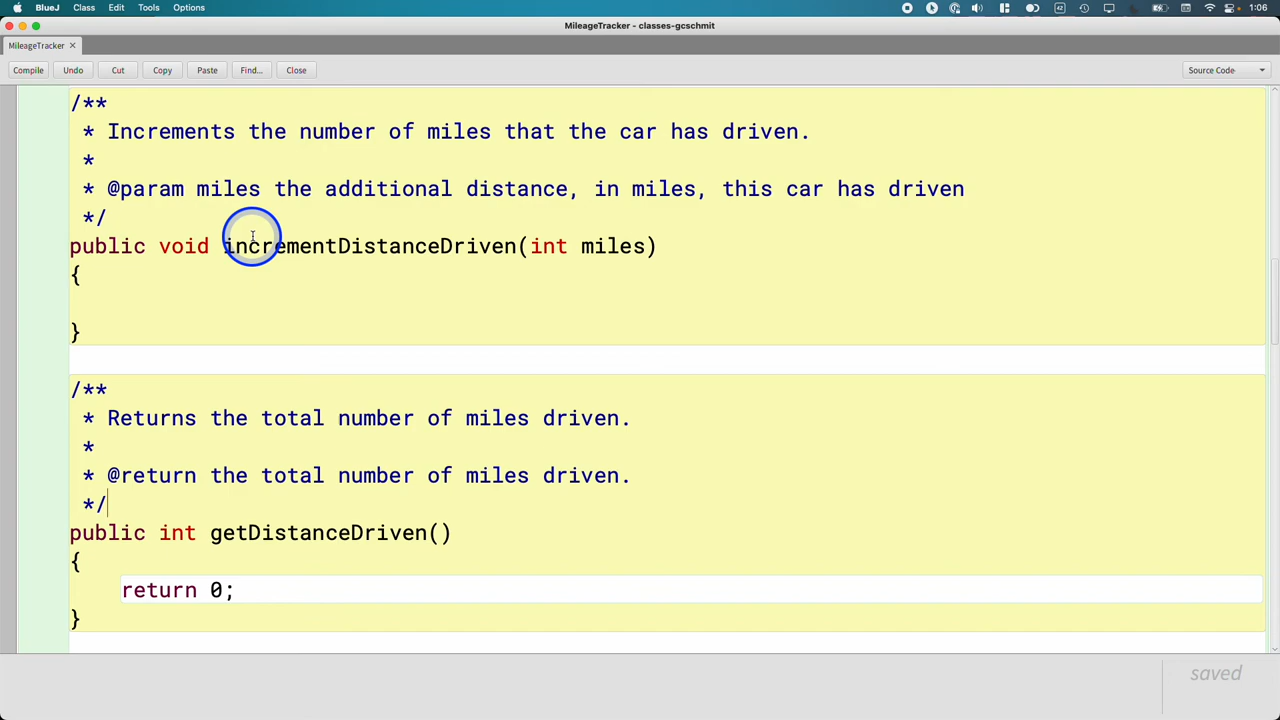 BlueJ Class Edit Tools Options 1:06
MileageTracker - classes-gcschmit
MileageTracker ×
Compile Undo Cut Copy Paste Find... Close Source Code
/**
* Increments the number of miles that the car has driven.
*
* @param miles the additional distance, in miles, this car has driven
*/
public void incrementDistanceDriven(int miles)
{
}
/**
* Returns the total number of miles driven.
*
* @return the total number of miles driven.
*/
public int getDistanceDriven()
{
return 0;
}
saved